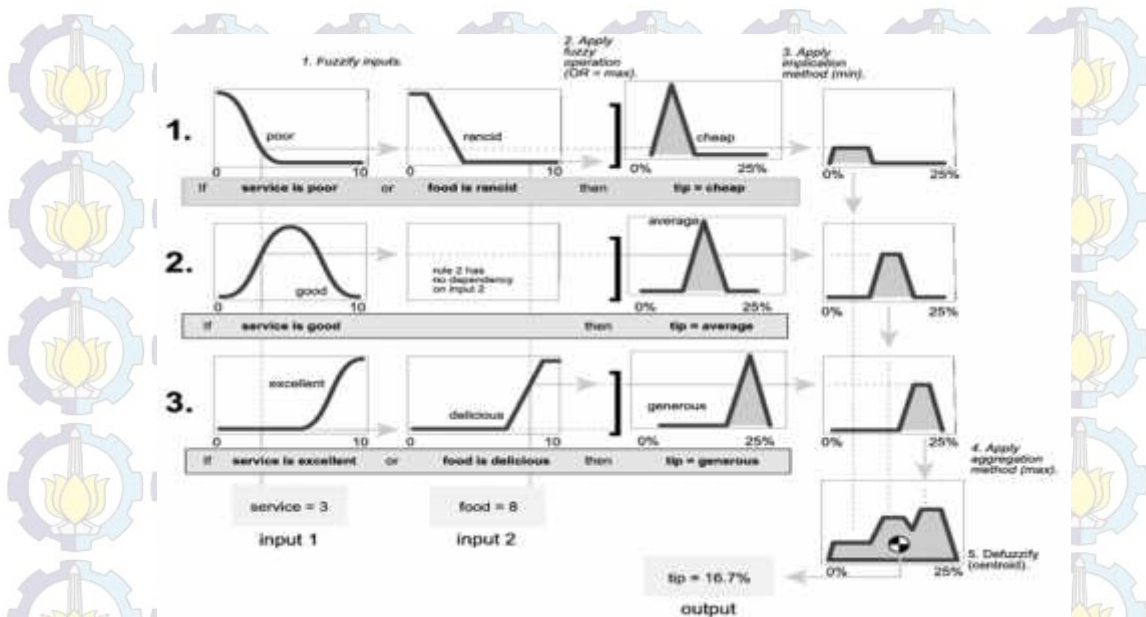 1. Fuzzify inputs.
2. Apply
fuzzy
operation
(OR = max).
3. Apply
implication
method (min).
1.
poor
0
10
rancid
0
10
cheap
0%
25%
0%
25%
If service is poor or food is rancid then tip = cheap
2.
good
0
10
rule 2 has
no dependency
on input 2
average
0%
25%
0%
25%
If service is good then tip = average
3.
excellent
0
10
delicious
0
10
generous
0%
25%
0%
25%
If service is excellent or food is delicious then tip = generous
4. Apply
aggregation
method (max).
service = 3
input 1
food = 8
input 2
0%
25%
5. Defuzzify
(centroid).
tip = 16.7%
output